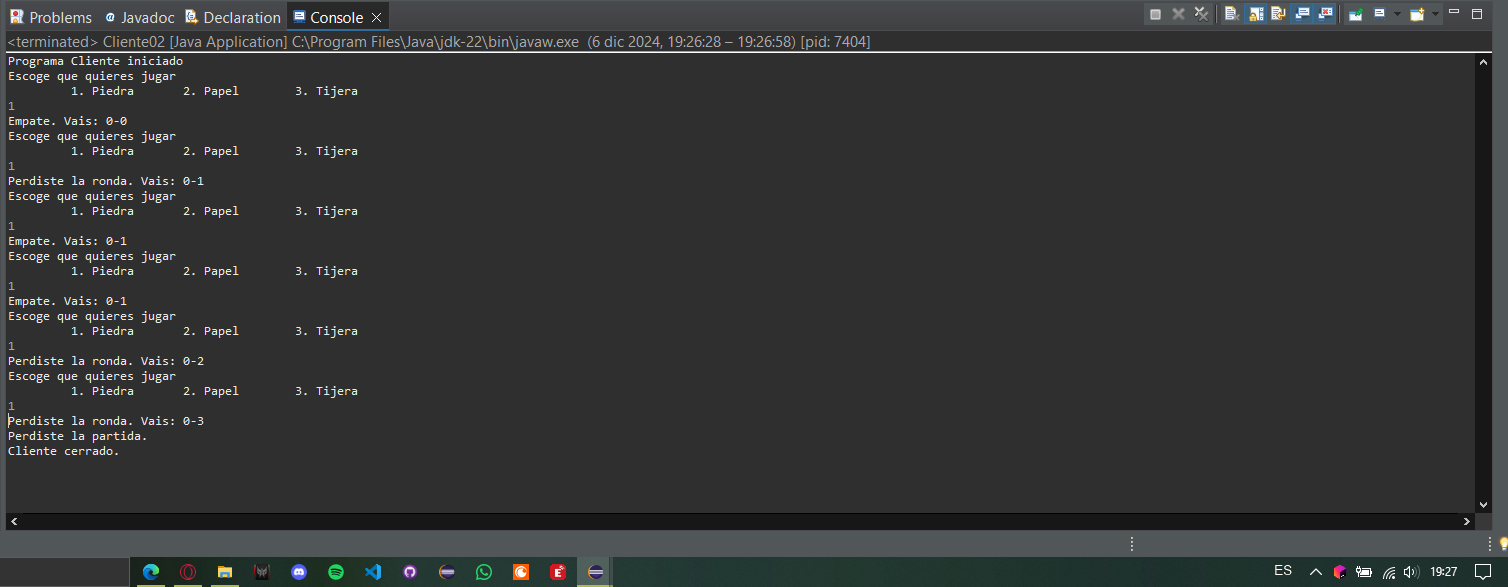 Problems Javadoc Declaration Console
<terminated> Cliente02 [Java Application] C:\Program Files\Java\jdk-22\bin\javaw.exe (6 dic 2024, 19:26:28 – 19:26:58) [pid: 7404]
Programa Cliente iniciado
Escoge que quieres jugar
1. Piedra 2. Papel 3. Tijera
1
Empate. Vais: 0-0
Escoge que quieres jugar
1. Piedra 2. Papel 3. Tijera
1
Perdiste la ronda. Vais: 0-1
Escoge que quieres jugar
1. Piedra 2. Papel 3. Tijera
1
Empate. Vais: 0-1
Escoge que quieres jugar
1. Piedra 2. Papel 3. Tijera
1
Empate. Vais: 0-1
Escoge que quieres jugar
1. Piedra 2. Papel 3. Tijera
1
Perdiste la ronda. Vais: 0-2
Escoge que quieres jugar
1. Piedra 2. Papel 3. Tijera
1
Perdiste la ronda. Vais: 0-3
Perdiste la partida.
Cliente cerrado.
ES 19:27